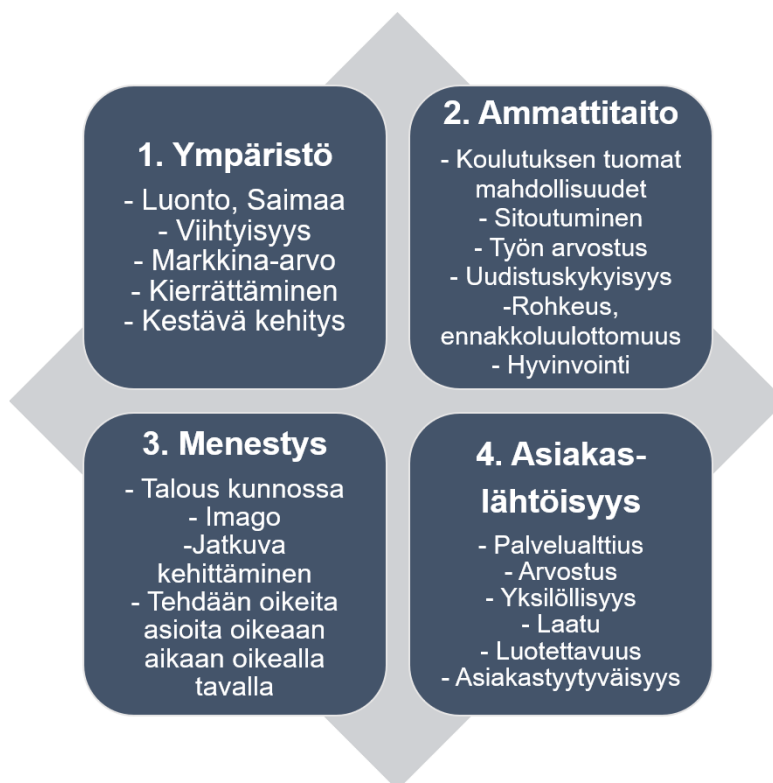 1. Ympäristö
- Luonto, Saimaa
- Viihtyisyys
- Markkina-arvo
- Kierrättäminen
- Kestävä kehitys
2. Ammattitaito
- Koulutuksen tuomat
mahdollisuudet
- Sitoutuminen
- Työn arvostus
- Uudistuskykyisyys
-Rohkeus,
ennakkoluulottomuus
- Hyvinvointi
3. Menestys
- Talous kunnossa
- Imago
-Jatkuva
kehittäminen
- Tehdään oikeita
asioita oikeaan
aikaan oikealla
tavalla
4. Asiakas-
lähtöisyys
- Palvelualttius
- Arvostus
- Yksilöllisyys
- Laatu
- Luotettavuus
- Asiakastyytyväisyys